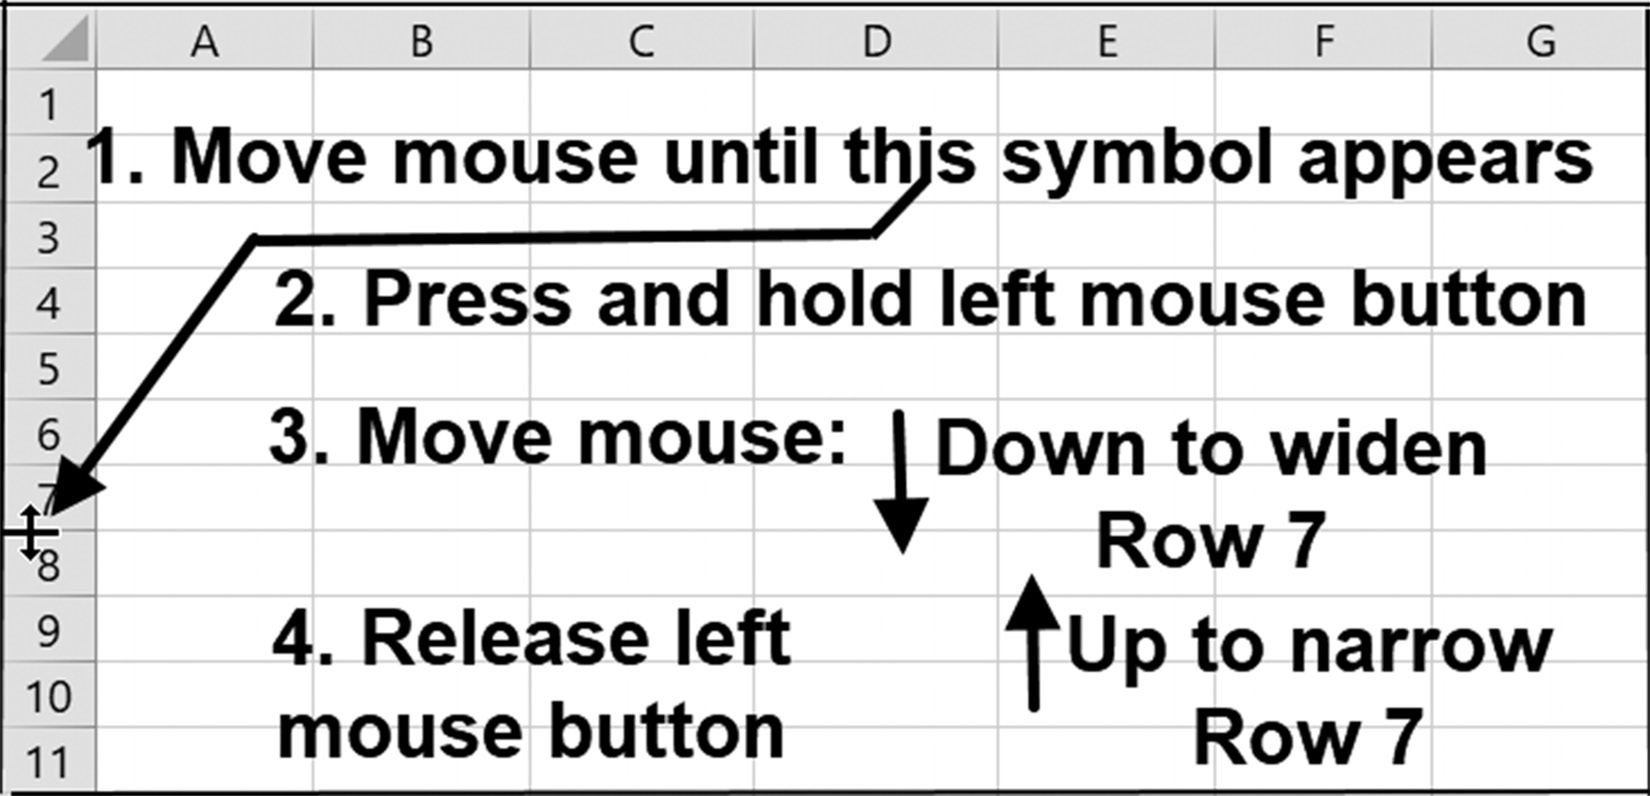 A B C D E F G
1
1. Move mouse until this symbol appears
2
3
2. Press and hold left mouse button
4
5
3. Move mouse:
Down to widen
Row 7
6
7
8
4. Release left
mouse button
Up to narrow
Row 7
9
10
11